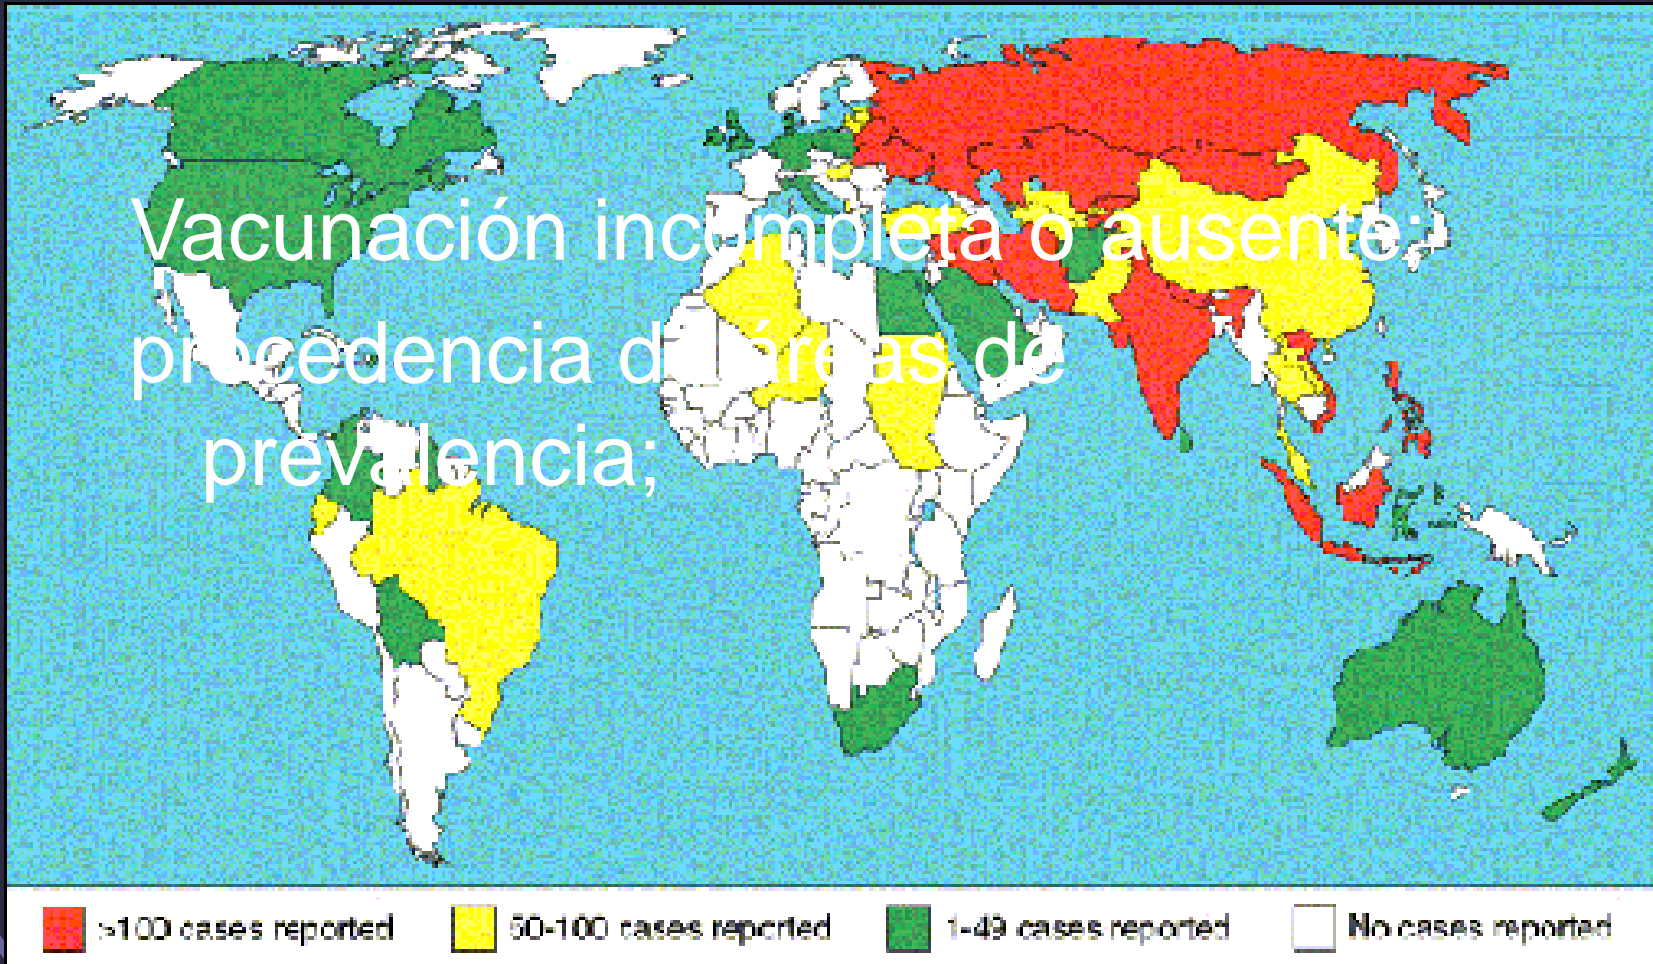 Vacunación incompleta o ausente;
procedencia de áreas de
prevalencia;
>100 cases reported
50-100 cases reported
1-49 cases reported
No cases reported